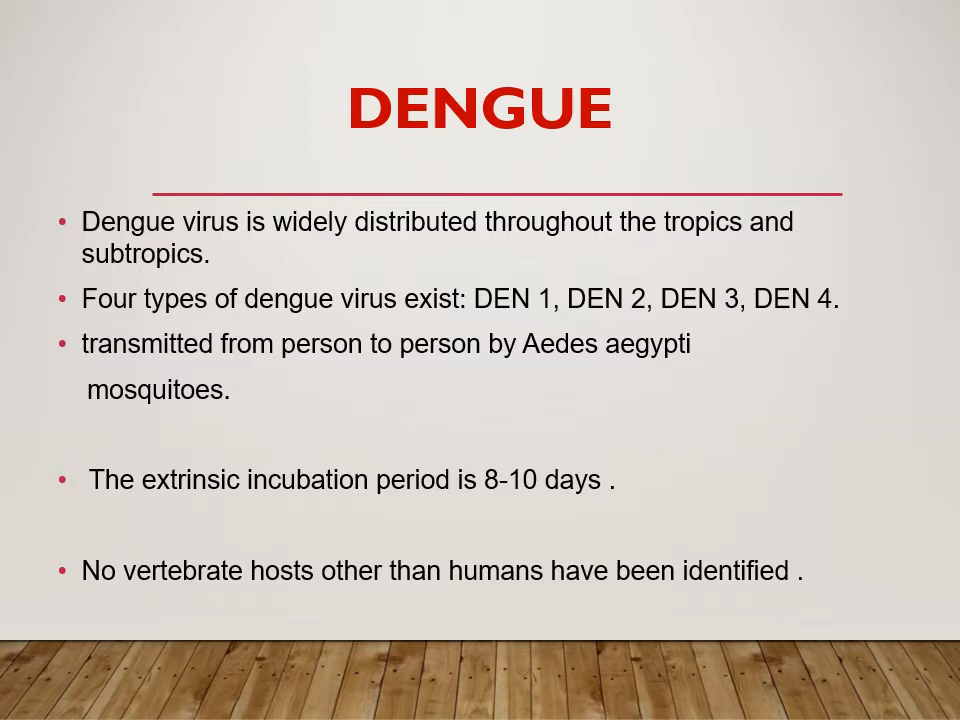 DENGUE
• Dengue virus is widely distributed throughout the tropics and
subtropics.
• Four types of dengue virus exist: DEN 1, DEN 2, DEN 3, DEN 4.
• transmitted from person to person by Aedes aegypti
mosquitoes.
• The extrinsic incubation period is 8-10 days .
• No vertebrate hosts other than humans have been identified .